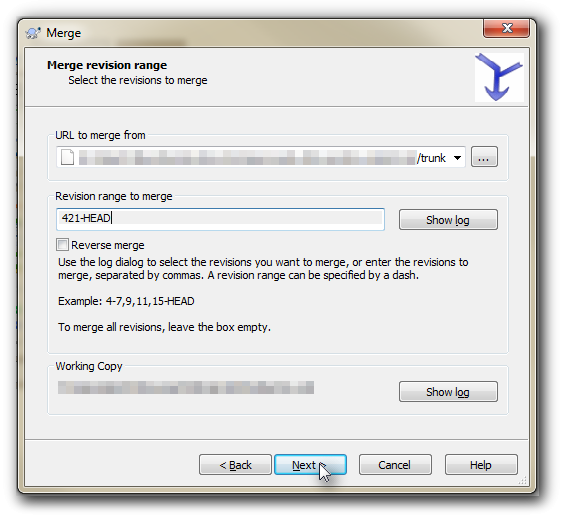 Merge
Merge revision range
Select the revisions to merge
URL to merge from
/trunk
...
Revision range to merge
421-HEAD
Show log
Reverse merge
Use the log dialog to select the revisions you want to merge, or enter the revisions to
merge, separated by commas. A revision range can be specified by a dash.
Example: 4-7,9,11,15-HEAD
To merge all revisions, leave the box empty.
Working Copy
Show log
< Back
Next >
Cancel
Help